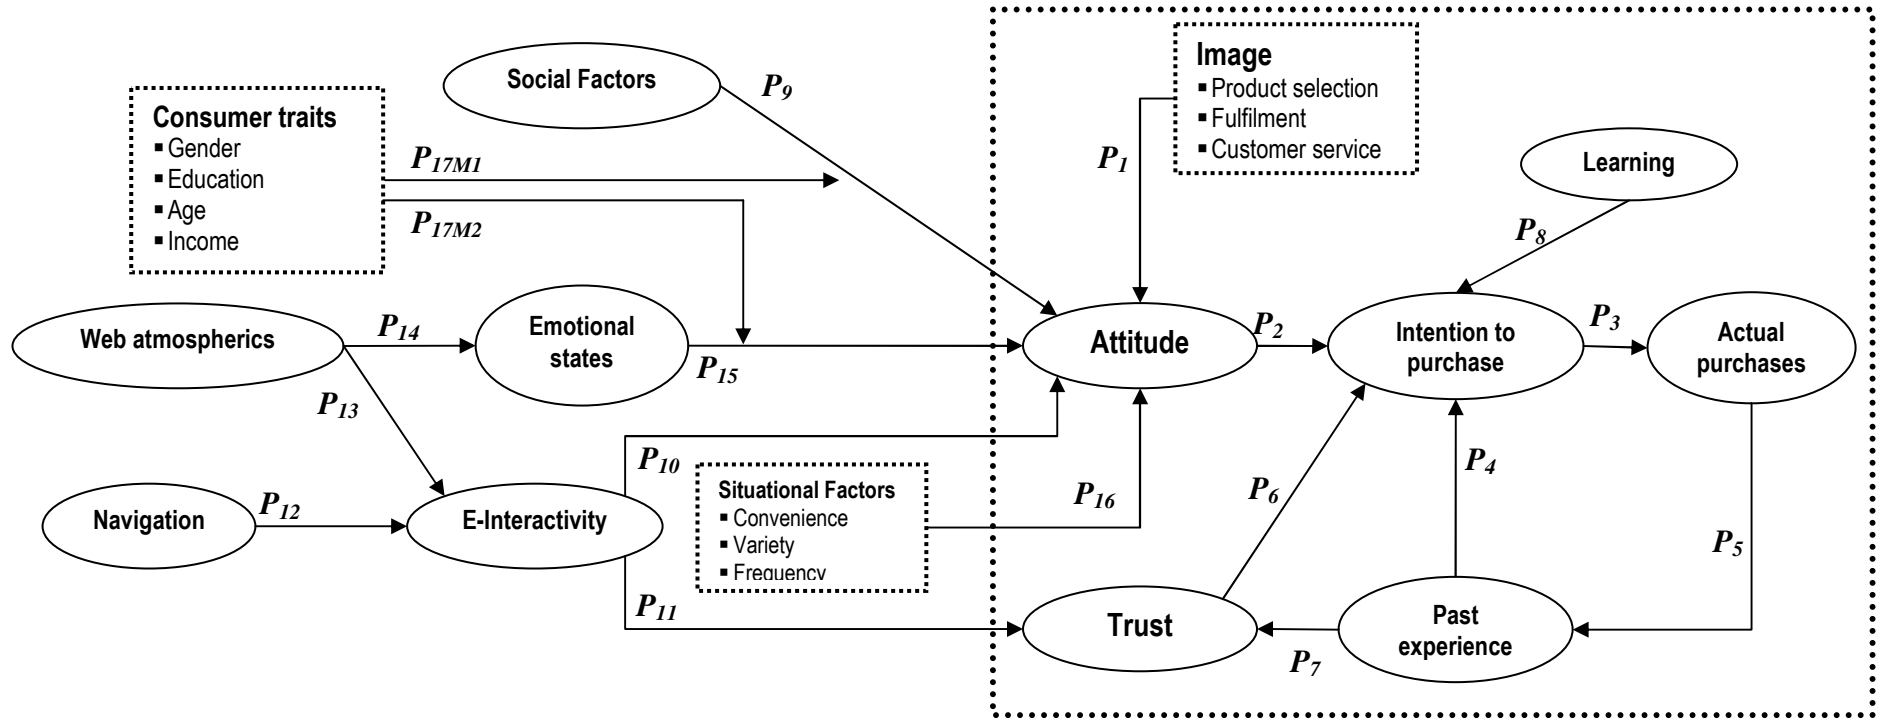 Image
▪ Product selection
▪ Fulfilment
▪ Customer service
Social Factors
P9
Consumer traits
▪ Gender
▪ Education
▪ Age
▪ Income
P17M1
P17M2
P1
Learning
P8
Web atmospherics
P14
Emotional
states
P15
Attitude
P2
Intention to
purchase
P3
Actual
purchases
P13
P10
P16
P6
P4
P5
Navigation
P12
E-Interactivity
Situational Factors
▪ Convenience
▪ Variety
▪ Frequency
P11
Trust
P7
Past
experience